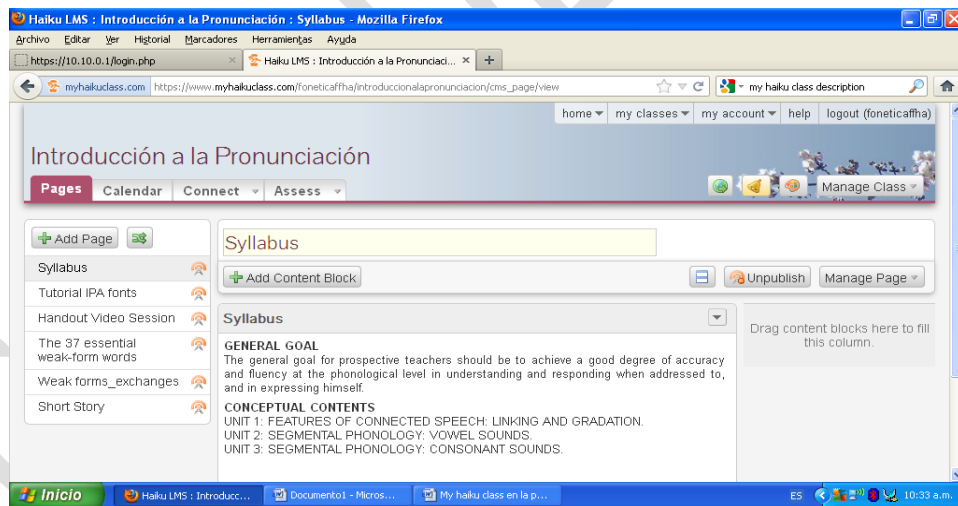 Haiku LMS : Introducción a la Pronunciación : Syllabus - Mozilla Firefox
Archivo Editar Ver Historial Marcadores Herramientas Ayuda
https://10.10.0.1/login.php
Haiku LMS : Introducción a la Pronunciaci...
myhaikuclass.com https://www.myhaikuclass.com/foneticaffha/introduccionalapronunciacion/cms_page/view
my haiku class description
home my classes my account help logout (foneticaffha)
Introducción a la Pronunciación
Pages Calendar Connect Assess Manage Class
Add Page
Syllabus
Tutorial IPA fonts
Handout Video Session
The 37 essential
weak-form words
Weak forms_exchanges
Short Story
Syllabus
Add Content Block Unpublish Manage Page
Syllabus
GENERAL GOAL
The general goal for prospective teachers should be to achieve a good degree of accuracy
and fluency at the phonological level in understanding and responding when addressed to,
and in expressing himself.
CONCEPTUAL CONTENTS
UNIT 1: FEATURES OF CONNECTED SPEECH: LINKING AND GRADATION.
UNIT 2: SEGMENTAL PHONOLOGY: VOWEL SOUNDS.
UNIT 3: SEGMENTAL PHONOLOGY: CONSONANT SOUNDS.
Drag content blocks here to fill
this column.
Inicio Haiku LMS : Introducc... Documento1 - Micros... My haiku class en la p... ES 10:33 a.m.